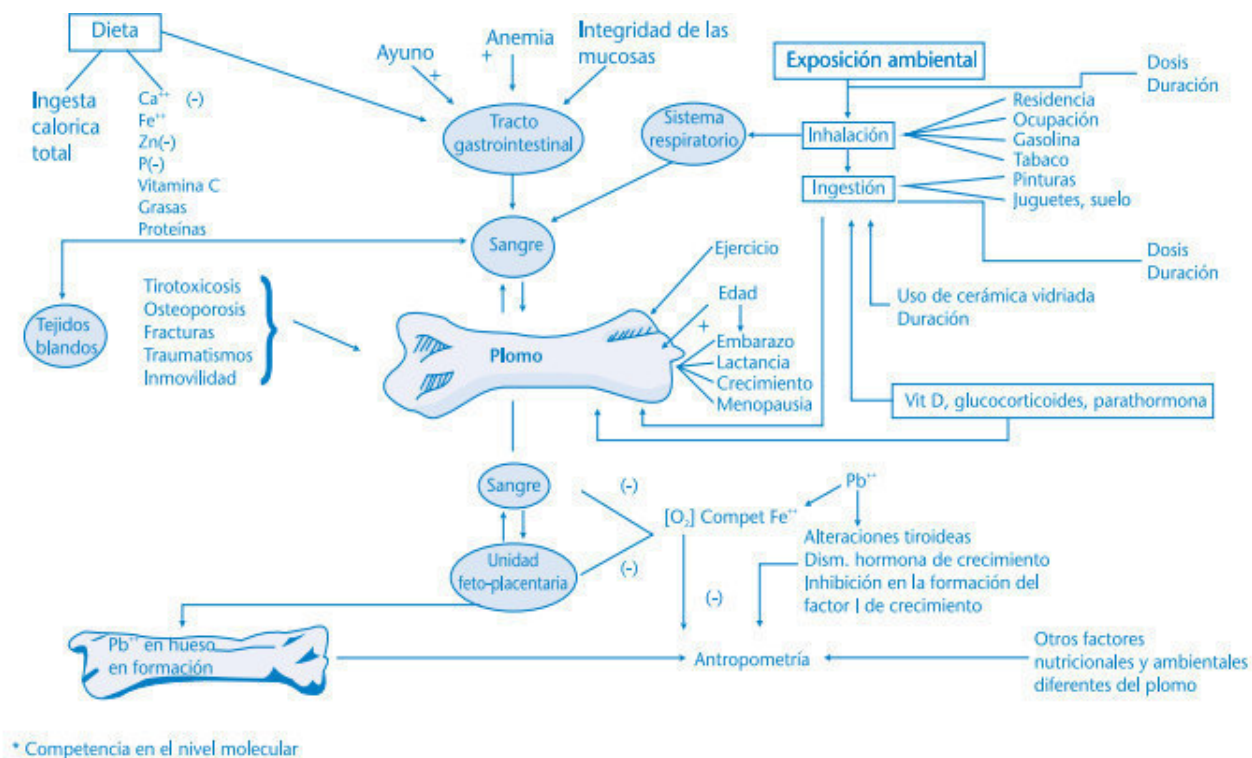 Dieta
Ingesta
calorica
total
Ca⁺⁺ (-)
Fe⁺⁺
Zn(-)
P(-)
Vitamina C
Grasas
Proteínas
Ayuno
+
Anemia
+
Integridad de las
mucosas
Tracto
gastrointestinal
Sistema
respiratorio
Exposición ambiental
Inhalación
Ingestión
Dosis
Duración
Residencia
Ocupación
Gasolina
Tabaco
Pinturas
Juguetes, suelo
Dosis
Duración
Uso de cerámica vidriada
Duración
Vit D, glucocorticoides, parathormona
Sangre
Tejidos
blandos
Tirotoxicosis
Osteoporosis
Fracturas
Traumatismos
Inmovilidad
Plomo
Ejercicio
Edad
+
Embarazo
Lactancia
Crecimiento
Menopausia
Sangre
Unidad
feto-placentaria
(-)
(-)
[O₂] Compet Fe⁺⁺
Pb⁺⁺
Alteraciones tiroideas
Dism. hormona de crecimiento
Inhibición en la formación del
factor I de crecimiento
(-)
Pb⁺⁺ en hueso
en formación
Antropometría
Otros factores
nutricionales y ambientales
diferentes del plomo
* Competencia en el nivel molecular